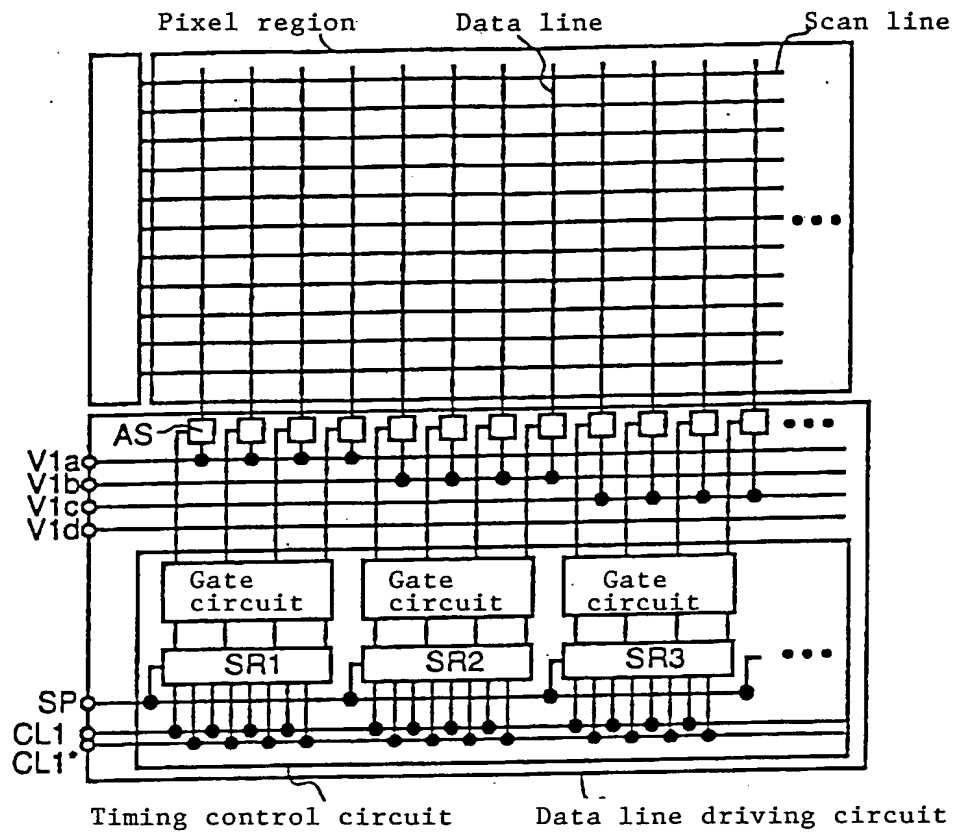 Pixel region
Data line
Scan line
AS
V1a
V1b
V1c
V1d
Gate
circuit
Gate
circuit
Gate
circuit
SR1
SR2
SR3
SP
CL1
CL1*
Timing control circuit
Data line driving circuit